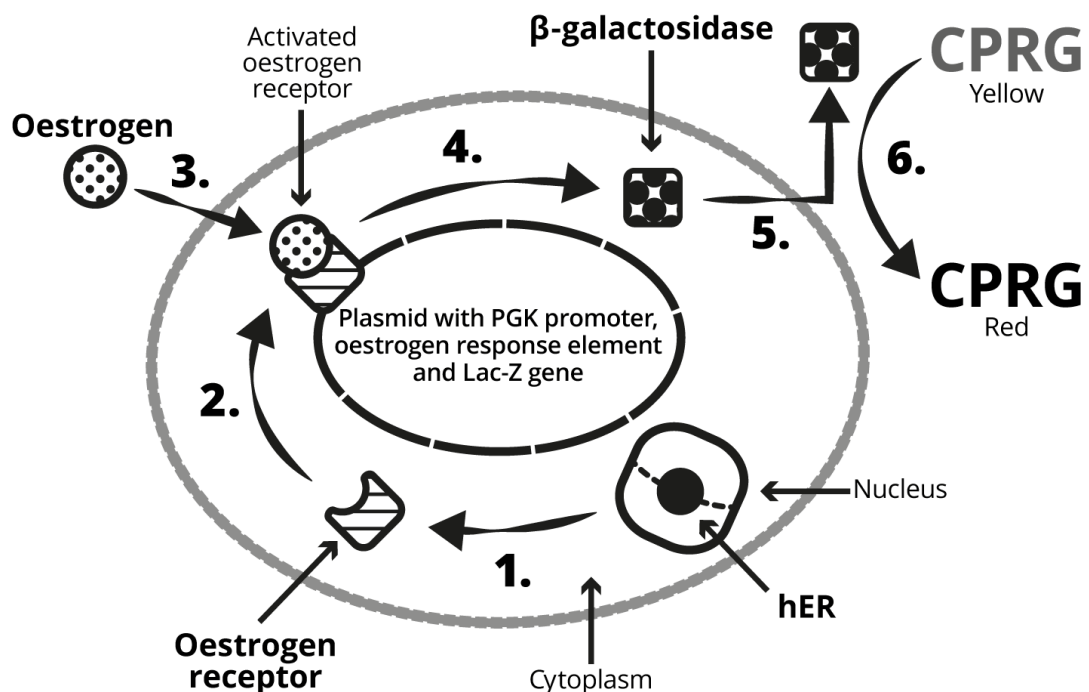 Activated
oestrogen
receptor
β-galactosidase
CPRG
Yellow
Oestrogen
3.
4.
6.
5.
CPRG
Red
Plasmid with PGK promoter,
oestrogen response element
and Lac-Z gene
2.
Nucleus
1.
hER
Oestrogen
receptor
Cytoplasm